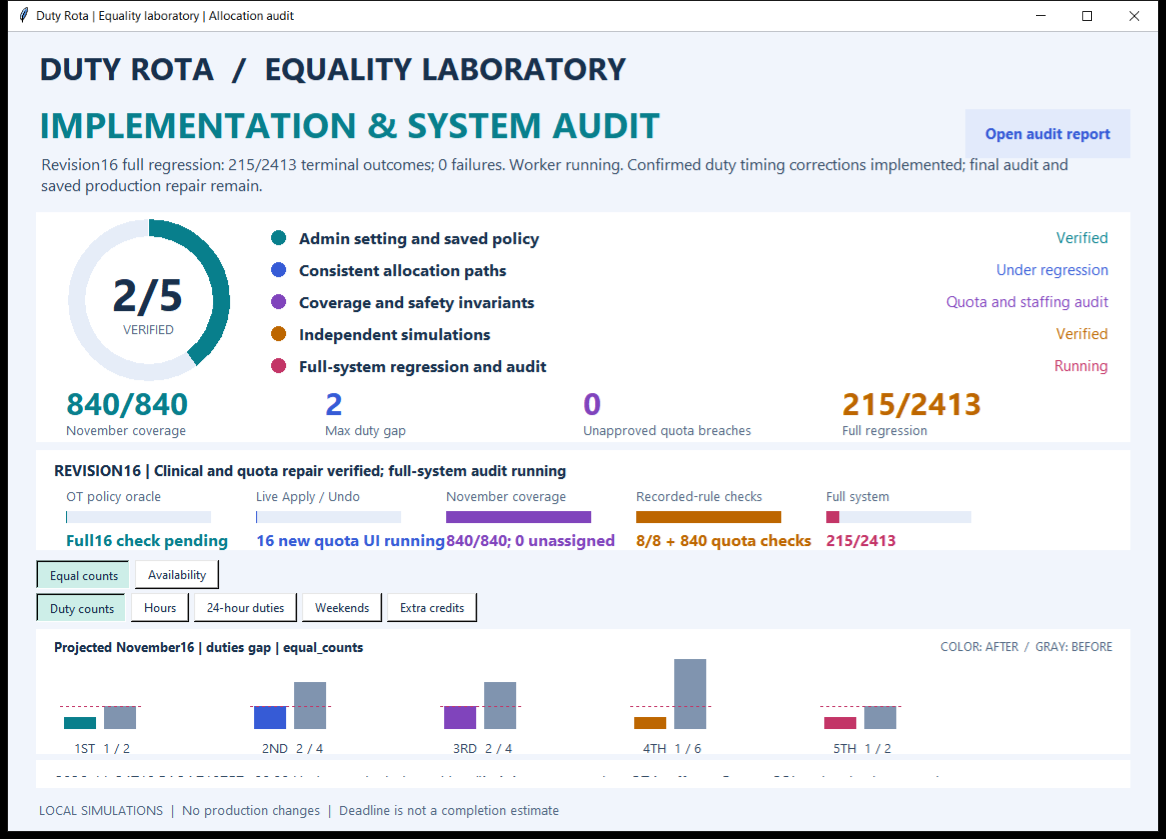 Duty Rota | Equality laboratory | Allocation audit
DUTY ROTA / EQUALITY LABORATORY
IMPLEMENTATION & SYSTEM AUDIT
Open audit report
Revision16 full regression: 215/2413 terminal outcomes; 0 failures. Worker running. Confirmed duty timing corrections implemented; final audit and
saved production repair remain.
2/5
VERIFIED
Admin setting and saved policy Verified
Consistent allocation paths Under regression
Coverage and safety invariants Quota and staffing audit
Independent simulations Verified
Full-system regression and audit Running
840/840 2 0 215/2413
November coverage Max duty gap Unapproved quota breaches Full regression
REVISION16 | Clinical and quota repair verified; full-system audit running
OT policy oracle Live Apply / Undo November coverage Recorded-rule checks Full system
Full16 check pending 16 new quota UI running 840/840; 0 unassigned 8/8 + 840 quota checks 215/2413
Equal counts Availability
Duty counts Hours 24-hour duties Weekends Extra credits
Projected November16 | duties gap | equal_counts COLOR: AFTER / GRAY: BEFORE
1ST 1 / 2 2ND 2 / 4 3RD 2 / 4 4TH 1 / 6 5TH 1 / 2
LOCAL SIMULATIONS | No production changes | Deadline is not a completion estimate